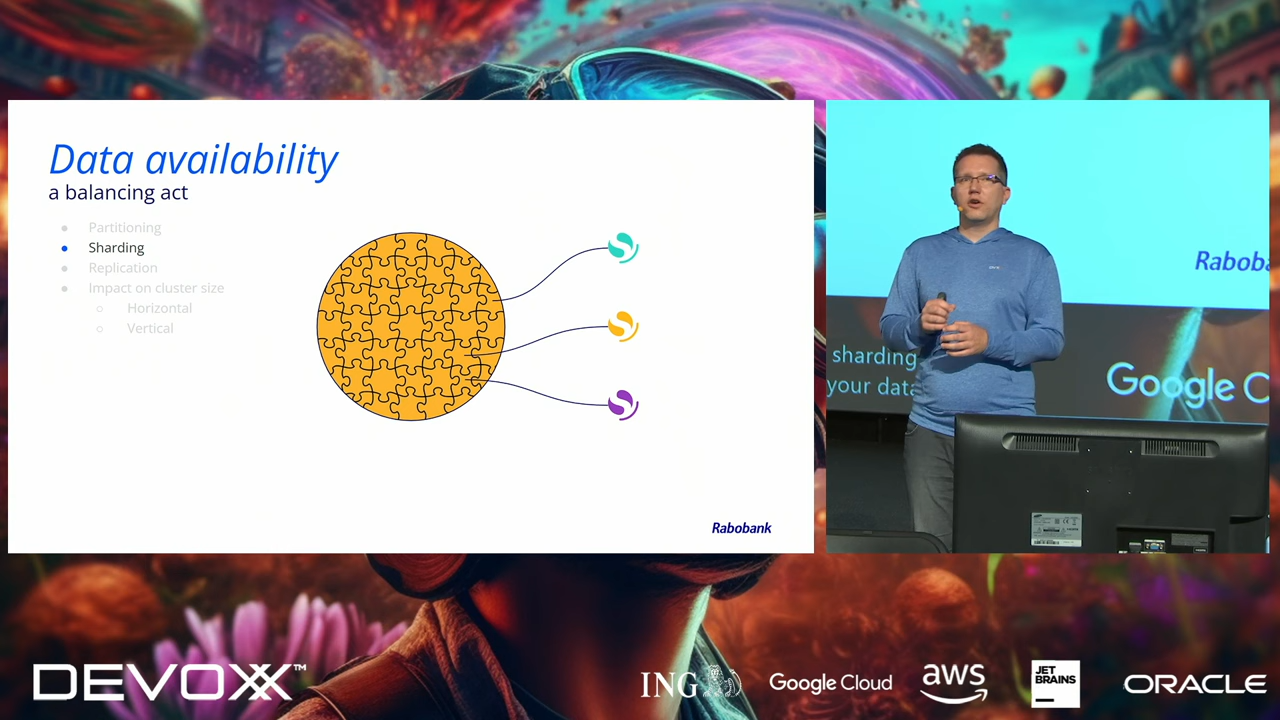 Data availability
a balancing act
Partitioning
Sharding
Replication
Impact on cluster size
Horizontal
Vertical
Rabobank
Raboba
sharding
your data
Google C
DEVOXX™
ING
Google Cloud
aws
JET
BRAINS
ORACLE